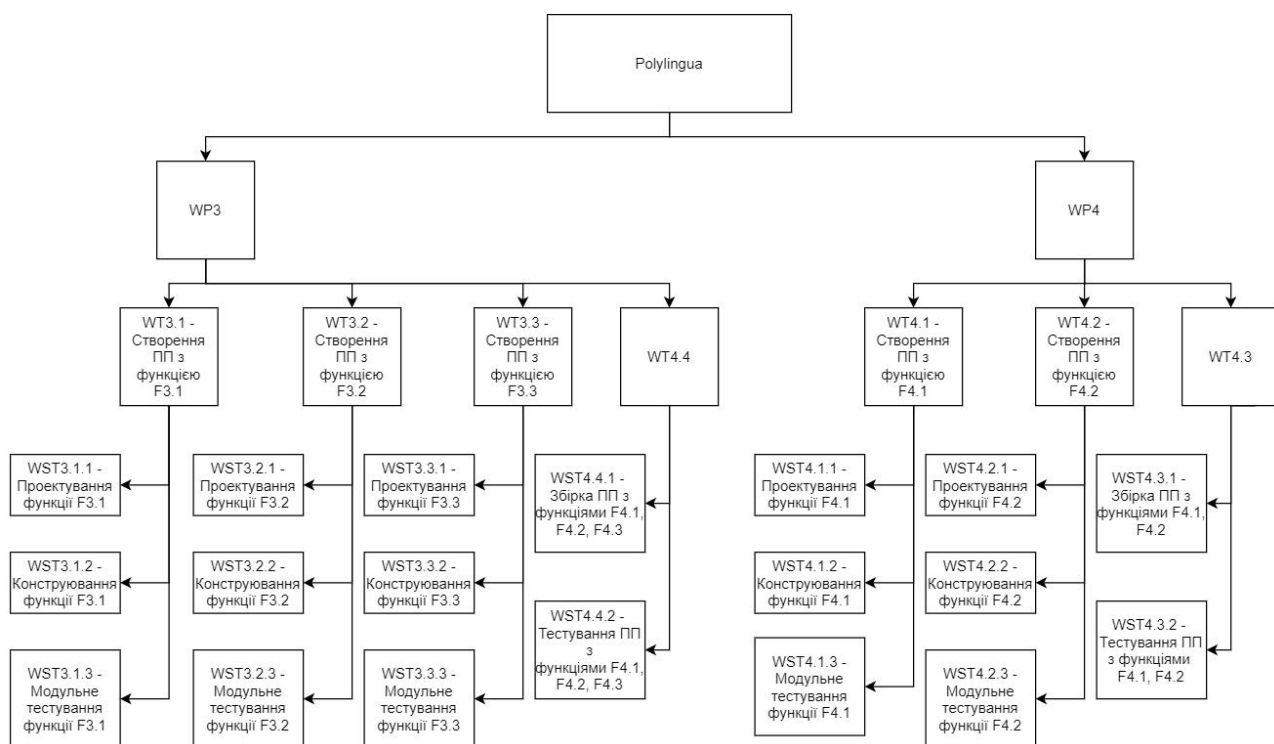 Polylingua
WP3
WP4
WT3.1 -
Створення
ПП з
функцією
F3.1
WT3.2 -
Створення
ПП з
функцією
F3.2
WT3.3 -
Створення
ПП з
функцією
F3.3
WT4.4
WT4.1 -
Створення
ПП з
функцією
F4.1
WT4.2 -
Створення
ПП з
функцією
F4.2
WT4.3
WST3.1.1 -
Проектування
функції F3.1
WST3.2.1 -
Проектування
функції F3.2
WST3.3.1 -
Проектування
функції F3.3
WST4.4.1 -
Збірка ПП з
функціями F4.1,
F4.2, F4.3
WST4.1.1 -
Проектування
функції F4.1
WST4.2.1 -
Проектування
функції F4.2
WST4.3.1 -
Збірка ПП з
функціями F4.1,
F4.2
WST3.1.2 -
Конструювання
функції F3.1
WST3.2.2 -
Конструювання
функції F3.2
WST3.3.2 -
Конструювання
функції F3.3
WST4.4.2 -
Тестування ПП
з
функціями F4.1,
F4.2, F4.3
WST4.1.2 -
Конструювання
функції F4.1
WST4.2.2 -
Конструювання
функції F4.2
WST4.3.2 -
Тестування ПП
з функціями
F4.1, F4.2
WST3.1.3 -
Модульне
тестування
функції F3.1
WST3.2.3 -
Модульне
тестування
функції F3.2
WST3.3.3 -
Модульне
тестування
функції F3.3
WST4.1.3 -
Модульне
тестування
функції F4.1
WST4.2.3 -
Модульне
тестування
функції F4.2